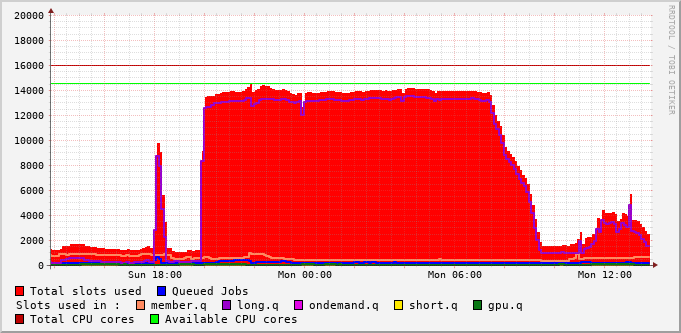 20000
18000
16000
14000
12000
10000
8000
6000
4000
2000
0
Sun 18:00 Mon 00:00 Mon 06:00 Mon 12:00
RRDTOOL / TOBI OETIKER
Total slots used Queued Jobs
Slots used in : member.q long.q ondemand.q short.q gpu.q
Total CPU cores Available CPU cores